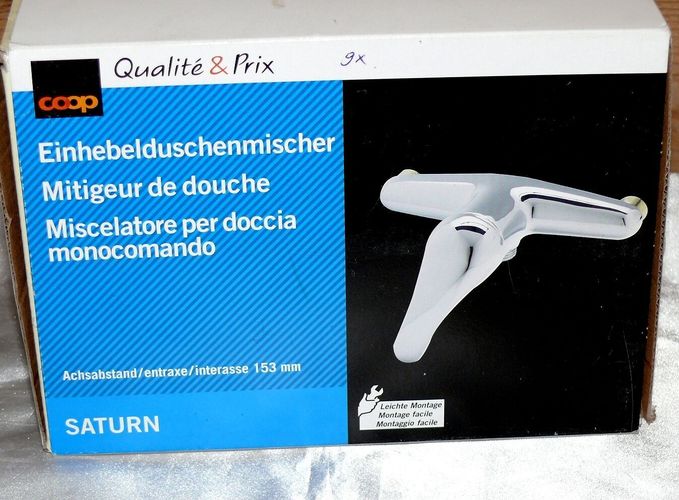 coop
Qualité & Prix
9x
Einhebelduschenmischer
Mitigeur de douche
Miscelatore per doccia
monocomando
Achsabstand/entraxe/interasse 153 mm
SATURN
Leichte Montage
Montage facile
Montaggio facile